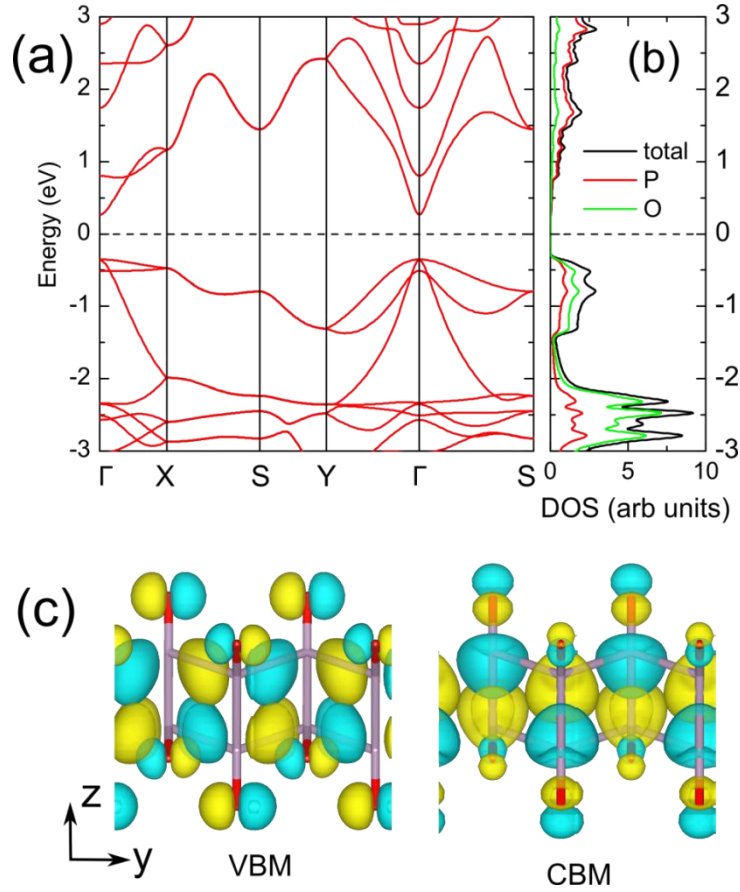 (a)
(b)
Energy (eV)
3
2
1
0
-1
-2
-3
Γ X S Y Γ S
total
P
O
3
2
1
0
-1
-2
-3
0 5 10
DOS (arb units)
(c)
z
y
VBM
CBM